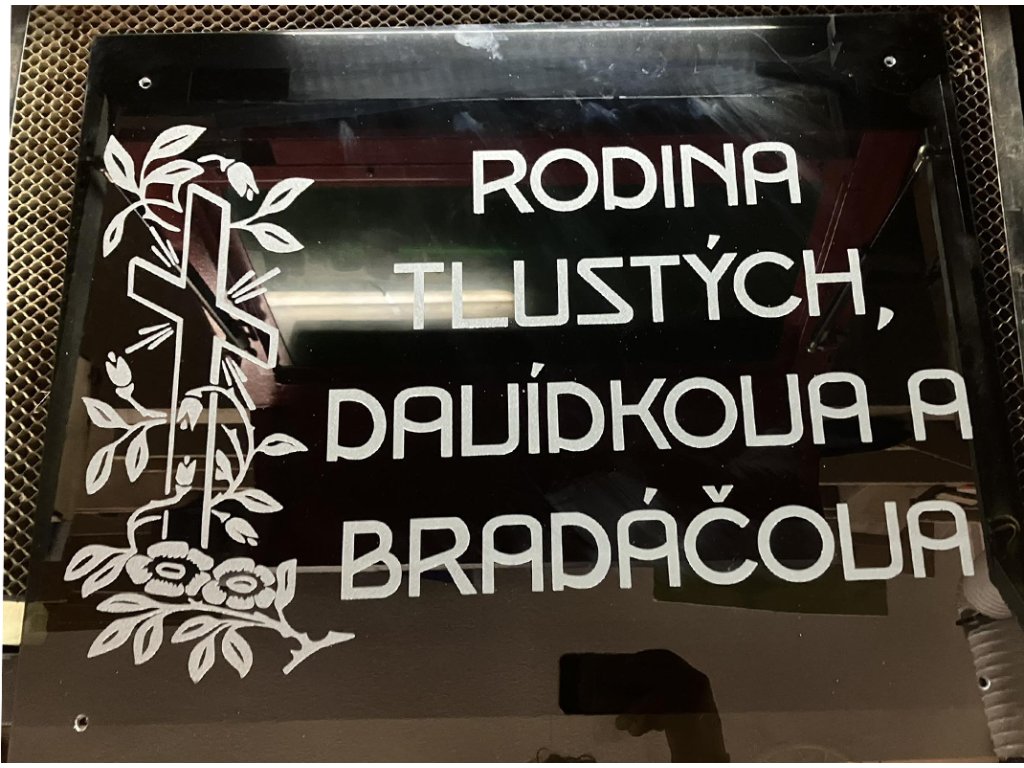 RODINA
TLUSTÝCH,
DAVÍDKOVA A
BRADÁČOVA